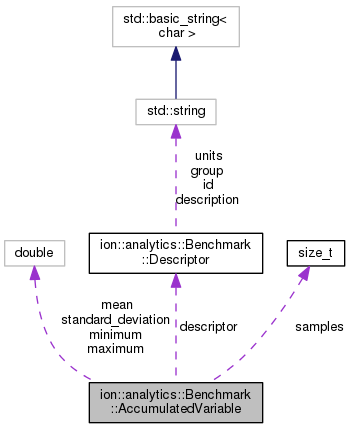 std::basic_string<
char >
std::string
units
group
id
description
ion::analytics::Benchmark
::Descriptor
double
size_t
mean
standard_deviation
minimum
maximum
descriptor
samples
ion::analytics::Benchmark
::AccumulatedVariable